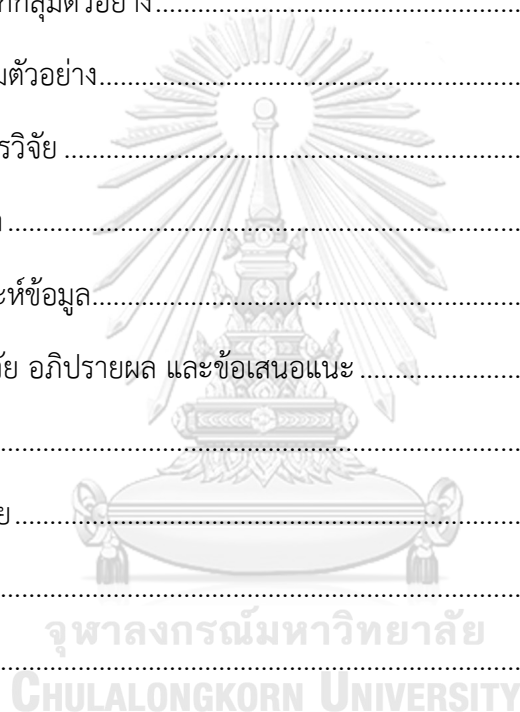 กลุ่มตัวอย่าง................................................
มตัวอย่าง................................................
รวิจัย................................................
................................................
ะห์ข้อมูล................................................
ัย อภิปรายผล และข้อเสนอแนะ....................
................................................
ย................................................
................................................
จุฬาลงกรณ์มหาวิทยาลัย
................................................
CHULALONGKORN UNIVERSITY